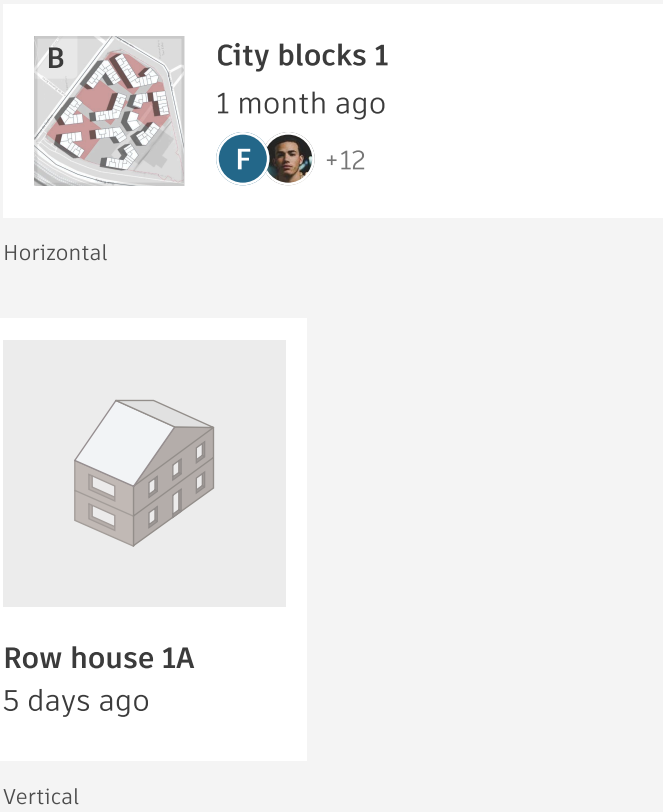 B
City blocks 1
1 month ago
F +12
Horizontal
Row house 1A
5 days ago
Vertical